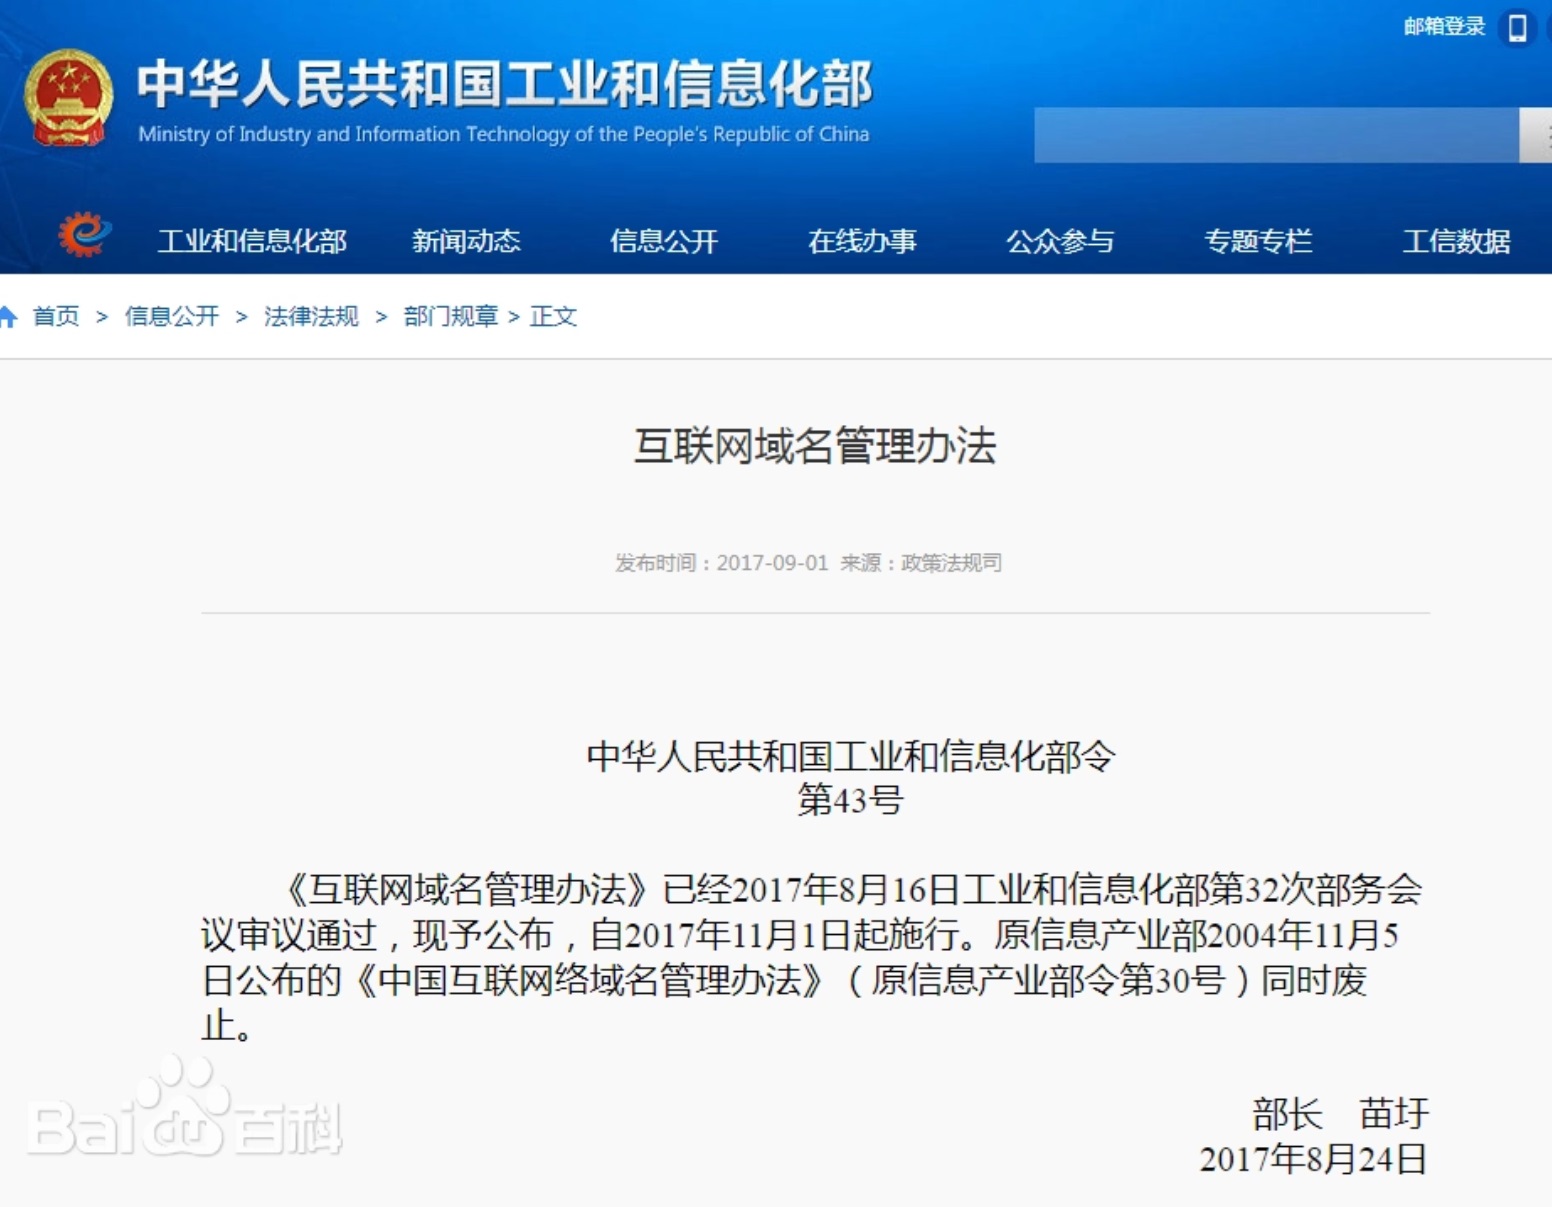 邮箱登录
中华人民共和国工业和信息化部
Ministry of Industry and Information Technology of the People's Republic of China
工业和信息化部 新闻动态 信息公开 在线办事 公众参与 专题专栏 工信数据
首页 > 信息公开 > 法律法规 > 部门规章 > 正文
互联网域名管理办法
发布时间：2017-09-01 来源：政策法规司
中华人民共和国工业和信息化部令
第43号
《互联网域名管理办法》已经2017年8月16日工业和信息化部第32次部务会
议审议通过，现予公布，自2017年11月1日起施行。原信息产业部2004年11月5
日公布的《中国互联网络域名管理办法》（原信息产业部令第30号）同时废
止。
部长 苗圩
2017年8月24日
Bai du 百科